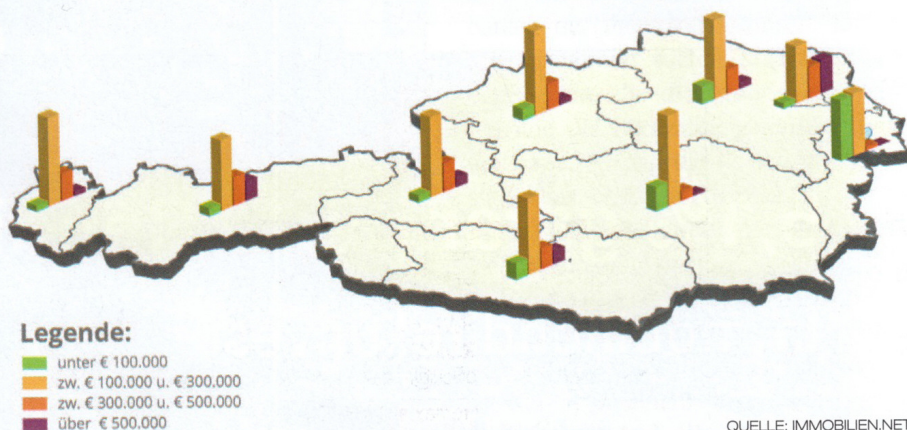 Legende:
unter € 100.000
zw. € 100.000 u. € 300.000
zw. € 300.000 u. € 500.000
über € 500.000
QUELLE: IMMOBILIEN.NET